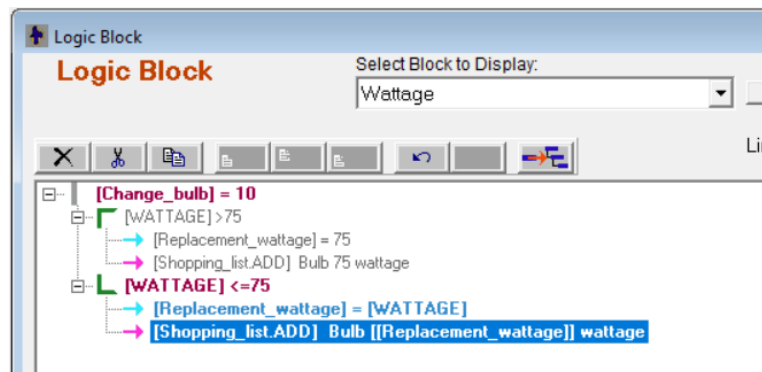 Logic Block
Logic Block
Select Block to Display:
Wattage
[Change_bulb] = 10
[WATTAGE] >75
[Replacement_wattage] = 75
[Shopping_list.ADD] Bulb 75 wattage
[WATTAGE] <=75
[Replacement_wattage] = [WATTAGE]
[Shopping_list.ADD] Bulb [[Replacement_wattage]] wattage